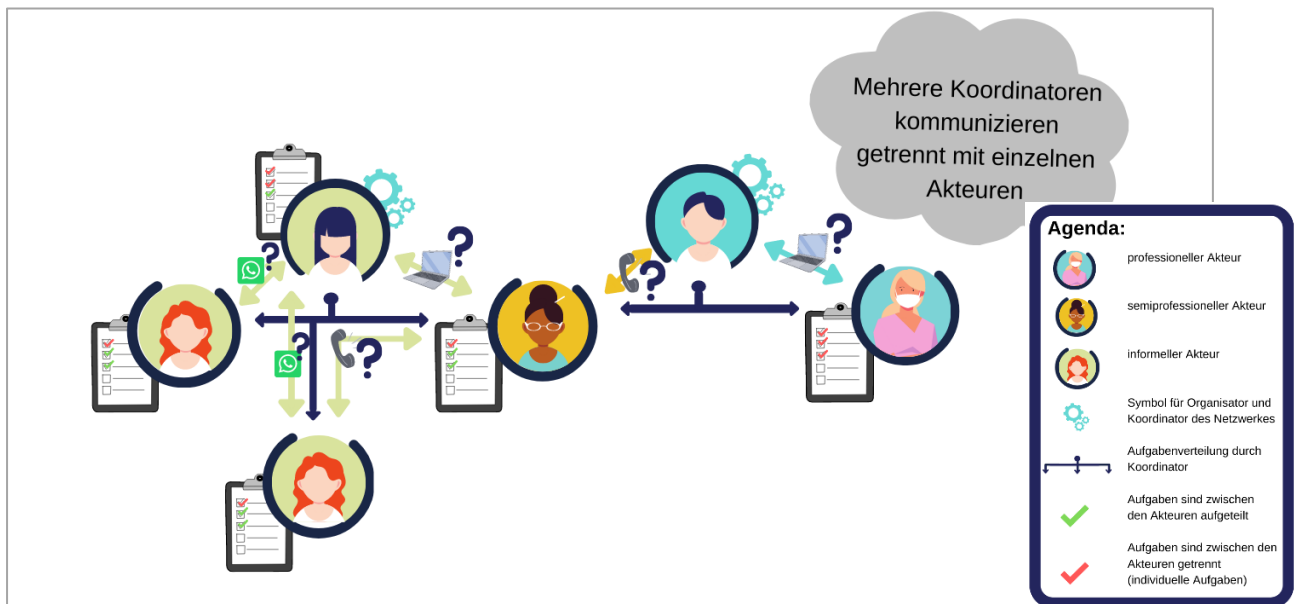 Mehrere Koordinatoren
kommunizieren
getrennt mit einzelnen
Akteuren
?
?
?
?
?
?
Agenda:
professioneller Akteur
semiprofessioneller Akteur
informeller Akteur
Symbol für Organisator und
Koordinator des Netzwerkes
Aufgabenverteilung durch
Koordinator
Aufgaben sind zwischen
den Akteuren aufgeteilt
Aufgaben sind zwischen den
Akteuren getrennt
(individuelle Aufgaben)